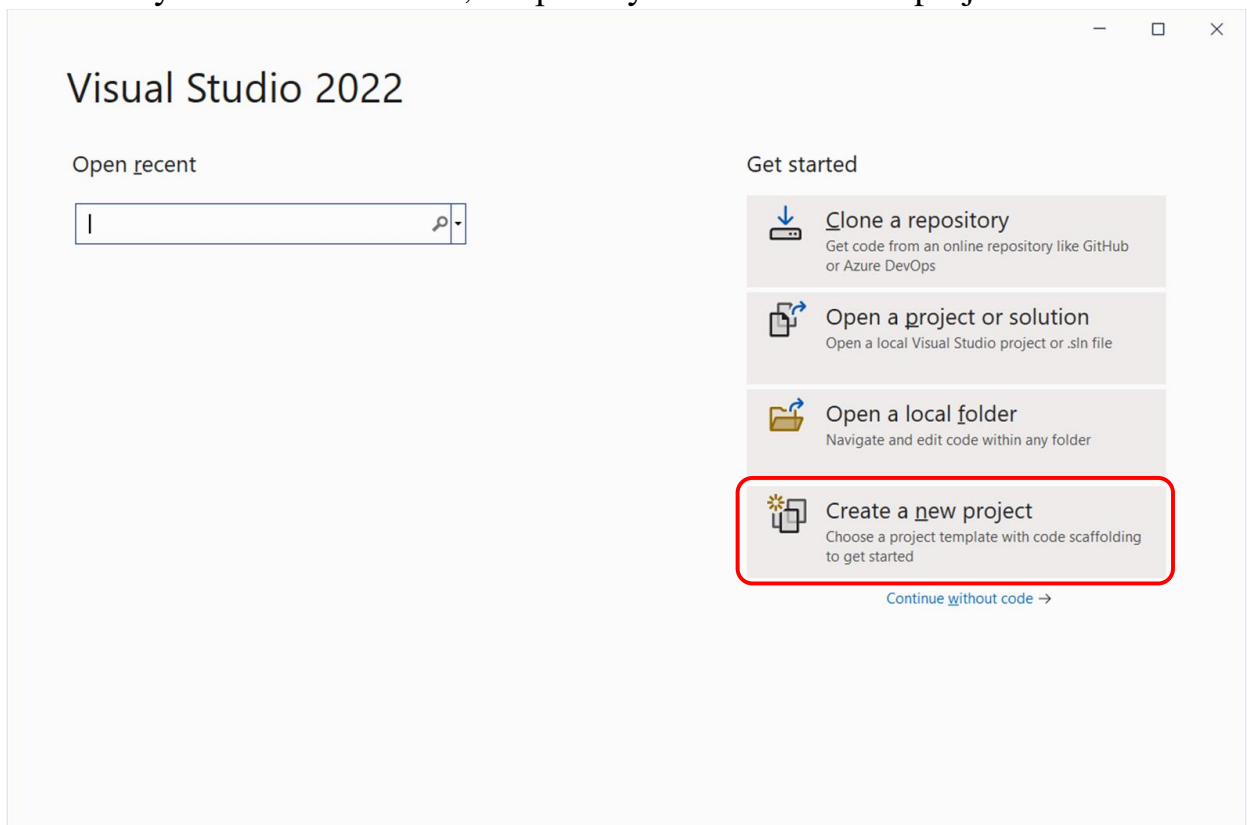 Visual Studio 2022
Open recent
Get started
Clone a repository
Get code from an online repository like GitHub
or Azure DevOps
Open a project or solution
Open a local Visual Studio project or .sln file
Open a local folder
Navigate and edit code within any folder
Create a new project
Choose a project template with code scaffolding
to get started
Continue without code →